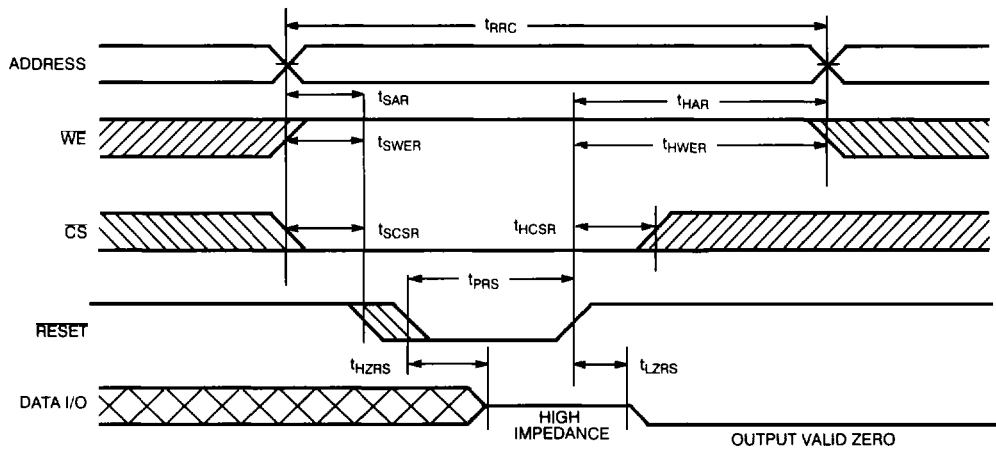 tRRC
ADDRESS
tSAR
tHAR
WE
tSWER
tHWER
CS
tSCSR
tHCSR
tPRS
RESET
tHZRS
tLZRS
DATA I/O
HIGH
IMPEDANCE
OUTPUT VALID ZERO